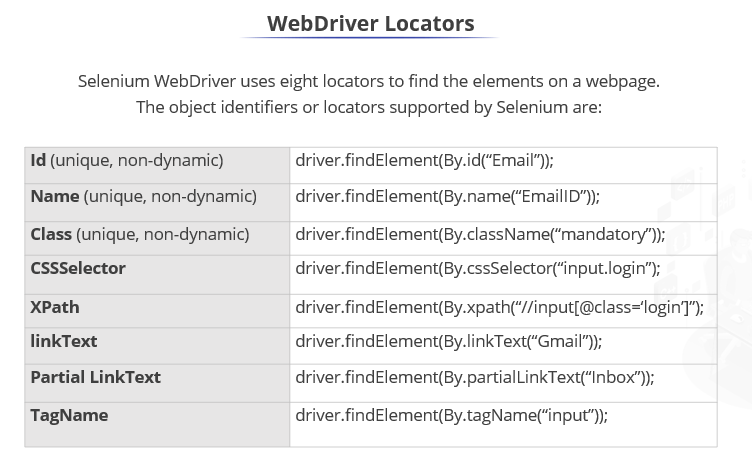 WebDriver Locators
Selenium WebDriver uses eight locators to find the elements on a webpage.
The object identifiers or locators supported by Selenium are:
Id (unique, non-dynamic) driver.findElement(By.id(“Email”));
Name (unique, non-dynamic) driver.findElement(By.name(“EmailID”));
Class (unique, non-dynamic) driver.findElement(By.className(“mandatory”));
CSSSelector driver.findElement(By.cssSelector(“input.login”);
XPath driver.findElement(By.xpath(“//input[@class=‘login’]”);
linkText driver.findElement(By.linkText(“Gmail”));
Partial LinkText driver.findElement(By.partialLinkText(“Inbox”));
TagName driver.findElement(By.tagName(“input”));